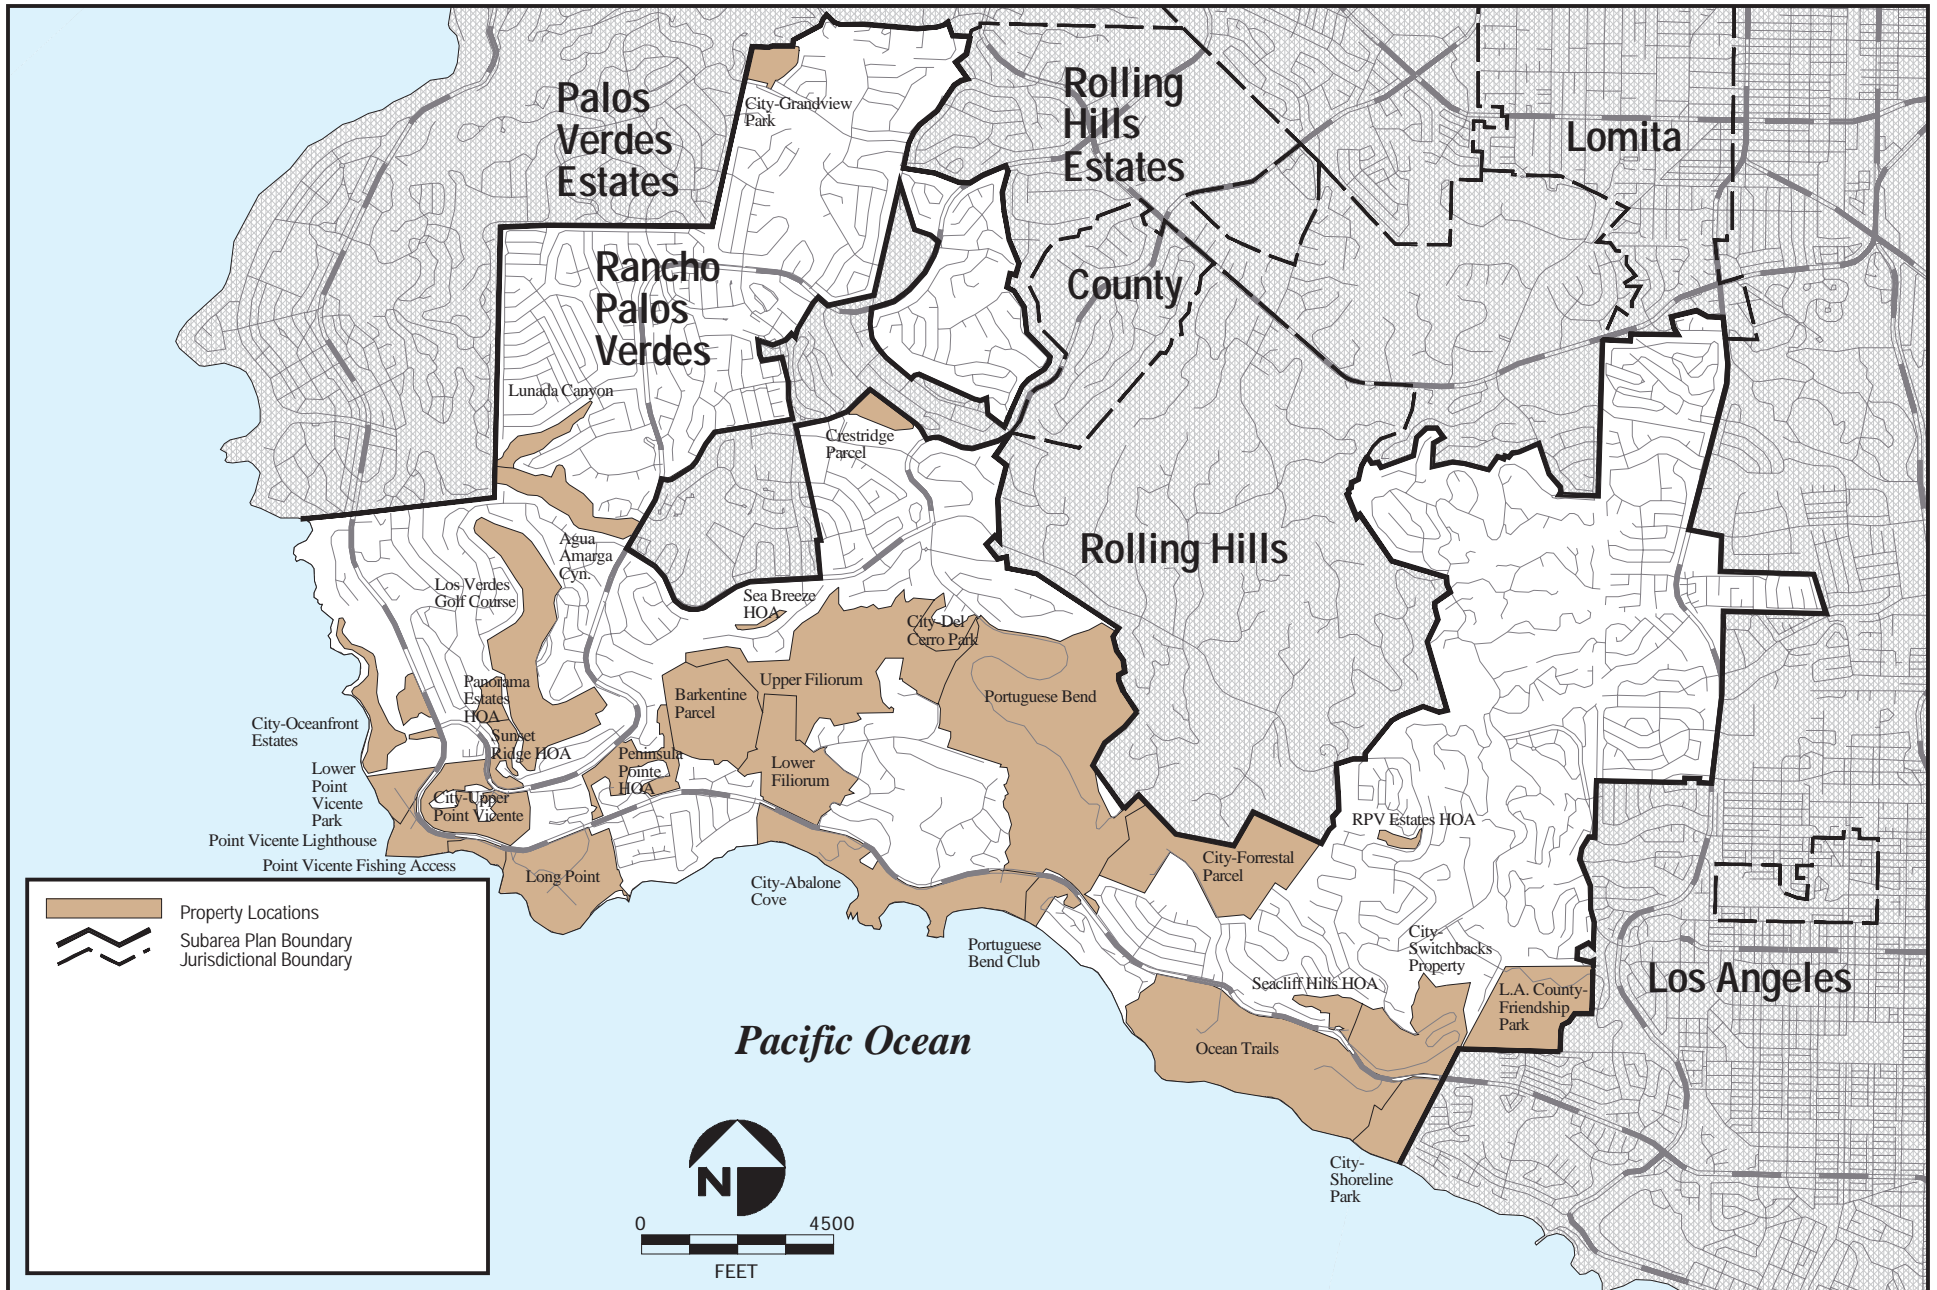 Palos
Verdes
Estates
City-Grandview
Park
Rolling
Hills
Estates
Lomita
Rancho
Palos
Verdes
County
Lunada Canyon
Crestridge
Parcel
Rolling Hills
Agua
Amarga
Cyn.
Los Verdes
Golf Course
Sea Breeze
HOA
City-Del
Cerro Park
Panorama
Estates
HOA
Upper Filiorum
Barkentine
Parcel
Portuguese Bend
City-Oceanfront
Estates
Sunset
Ridge HOA
Peninsula
Pointe
HOA
Lower
Filiorum
Lower
Point
Vicente
Park
City-Upper
Point Vicente
Point Vicente Lighthouse
Point Vicente Fishing Access
Long Point
City-Abalone
Cove
RPV Estates HOA
City-Forrestal
Parcel
Portuguese
Bend Club
City-
Switchbacks
Property
Seacliff Hills HOA
L.A. County-
Friendship
Park
Los Angeles
Ocean Trails
City-
Shoreline
Park
Pacific Ocean
Property Locations
Subarea Plan Boundary
Jurisdictional Boundary
N
0 4500
FEET